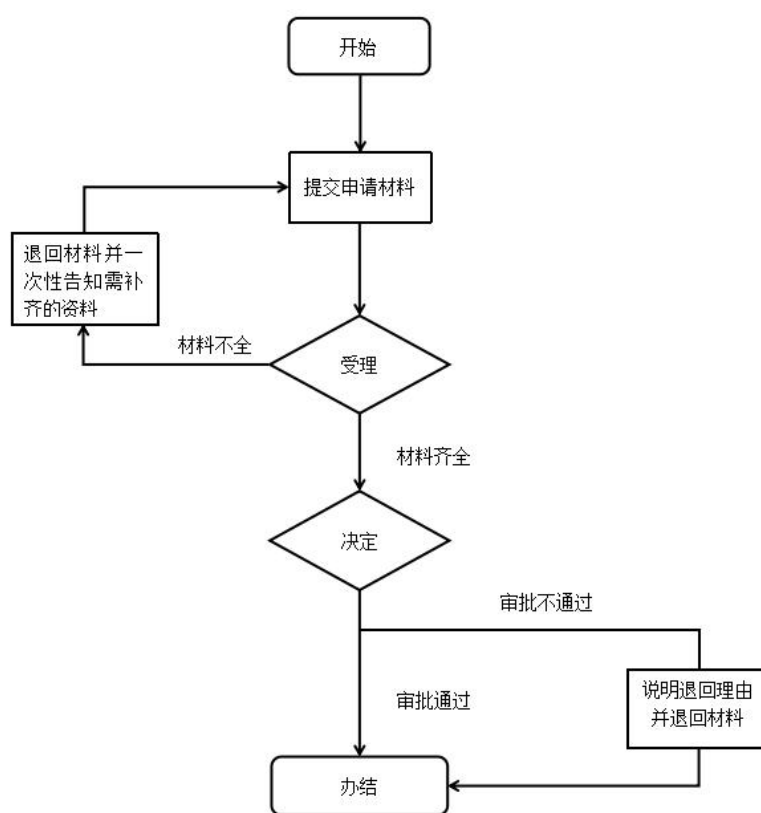 开始
提交申请材料
退回材料并一
次性告知需补
齐的资料
材料不全
受理
材料齐全
决定
审批不通过
审批通过
说明退回理由
并退回材料
办结